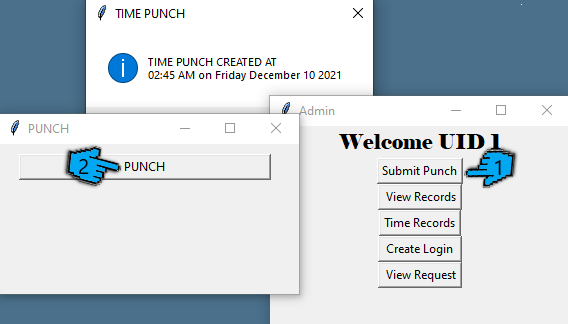 TIME PUNCH
TIME PUNCH CREATED AT
02:45 AM on Friday December 10 2021
Admin
Welcome UID 1
Submit Punch
1
View Records
Time Records
Create Login
View Request
PUNCH
2
PUNCH